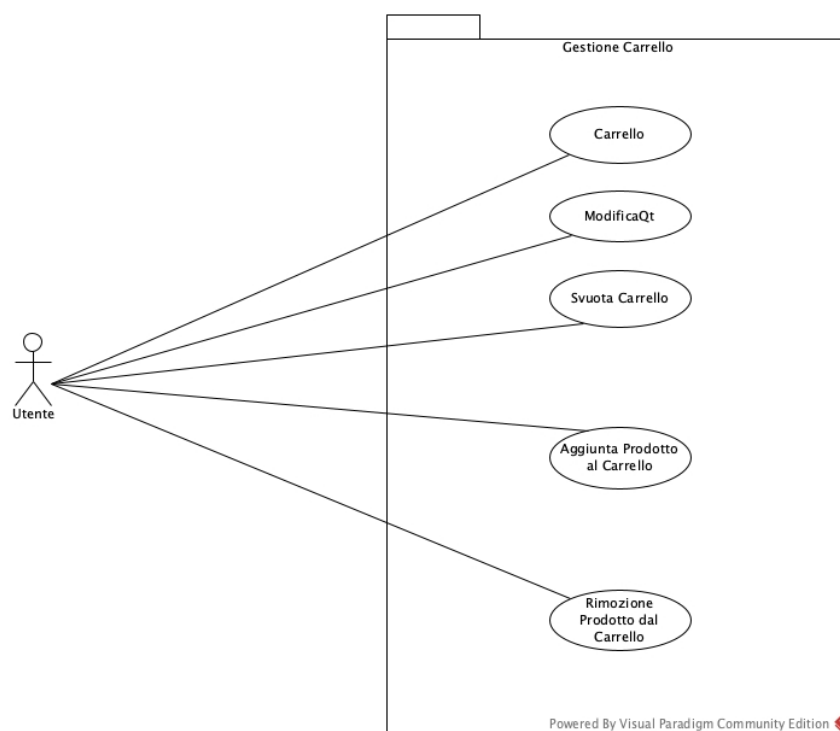 Gestione Carrello
Carrello
ModificaQt
Svuota Carrello
Utente
Aggiunta Prodotto
al Carrello
Rimozione
Prodotto dal
Carrello
Powered By Visual Paradigm Community Edition